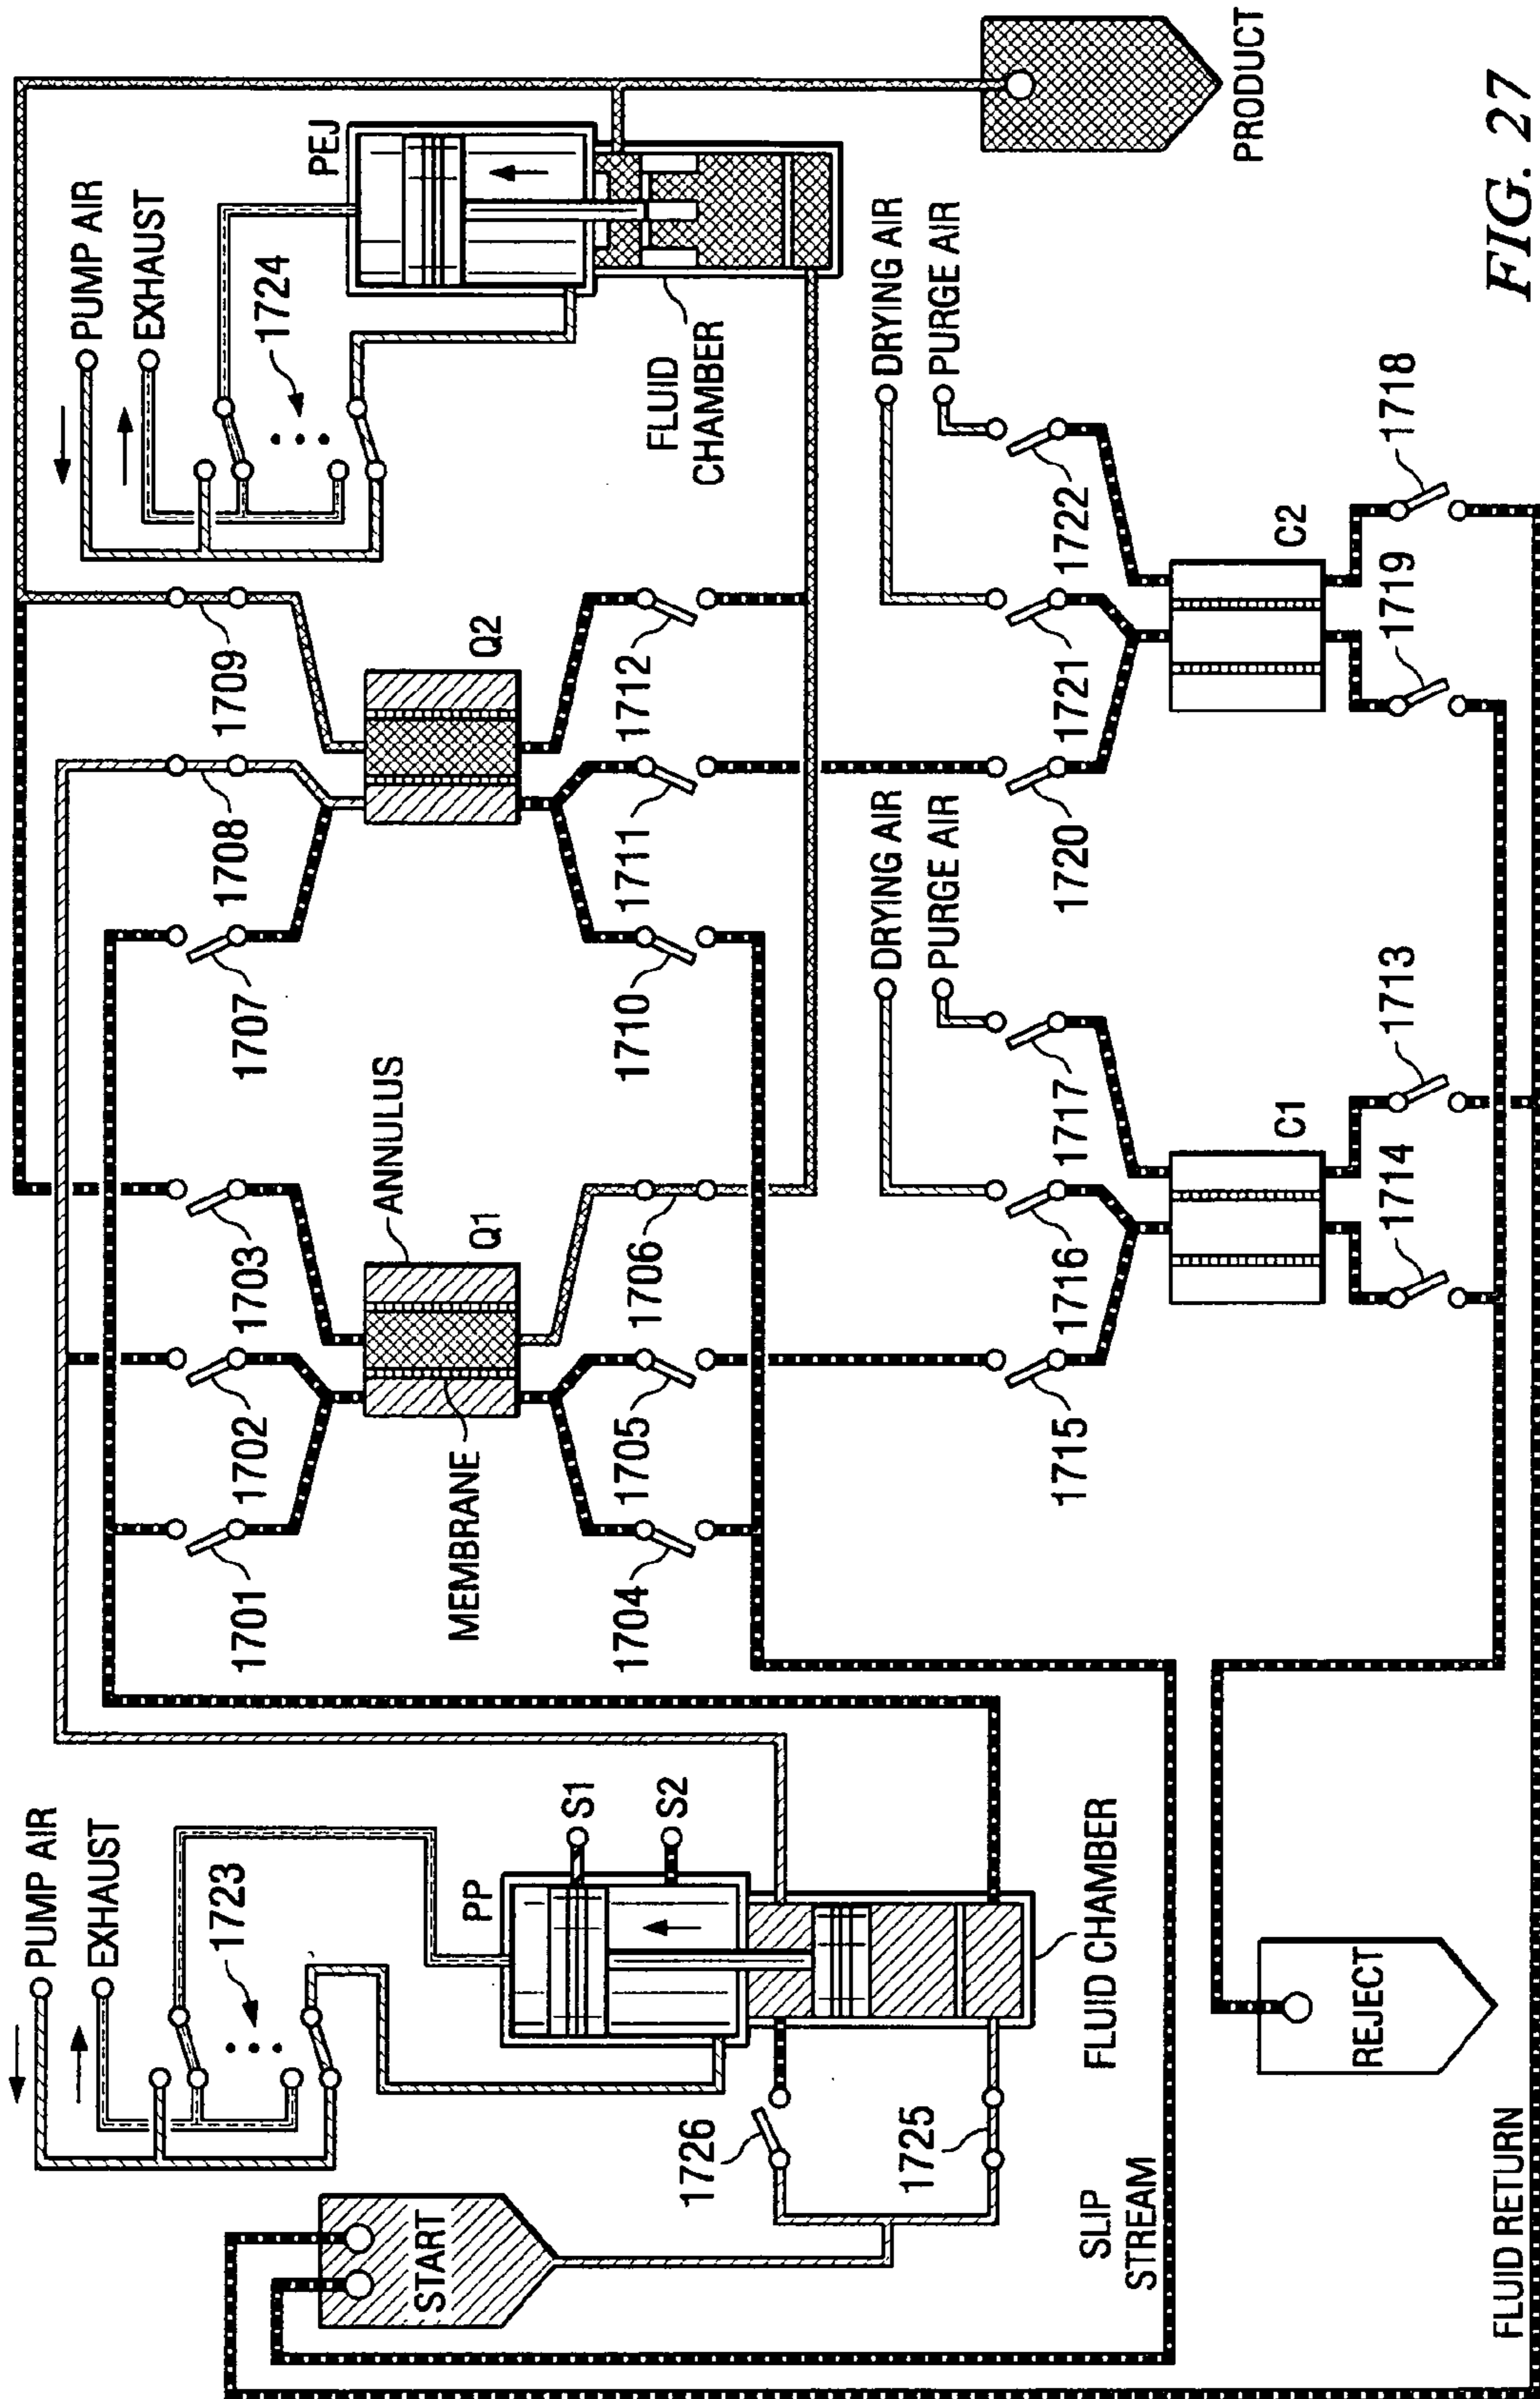 PUMP AIR
EXHAUST
1723
PP
S1
S2
START
1726
1725
SLIP
STREAM
FLUID CHAMBER
REJECT
FLUID RETURN
1701
1702
1703
MEMBRANE
ANNULUS
Q1
1704
1705
1706
1707
1708
1709
Q2
1710
1711
1712
PUMP AIR
EXHAUST
1724
PEJ
FLUID
CHAMBER
PRODUCT
DRYING AIR
PURGE AIR
1715
1716
1717
C1
1714
1713
DRYING AIR
PURGE AIR
1720
1721
1722
C2
1719
1718
FIG. 27